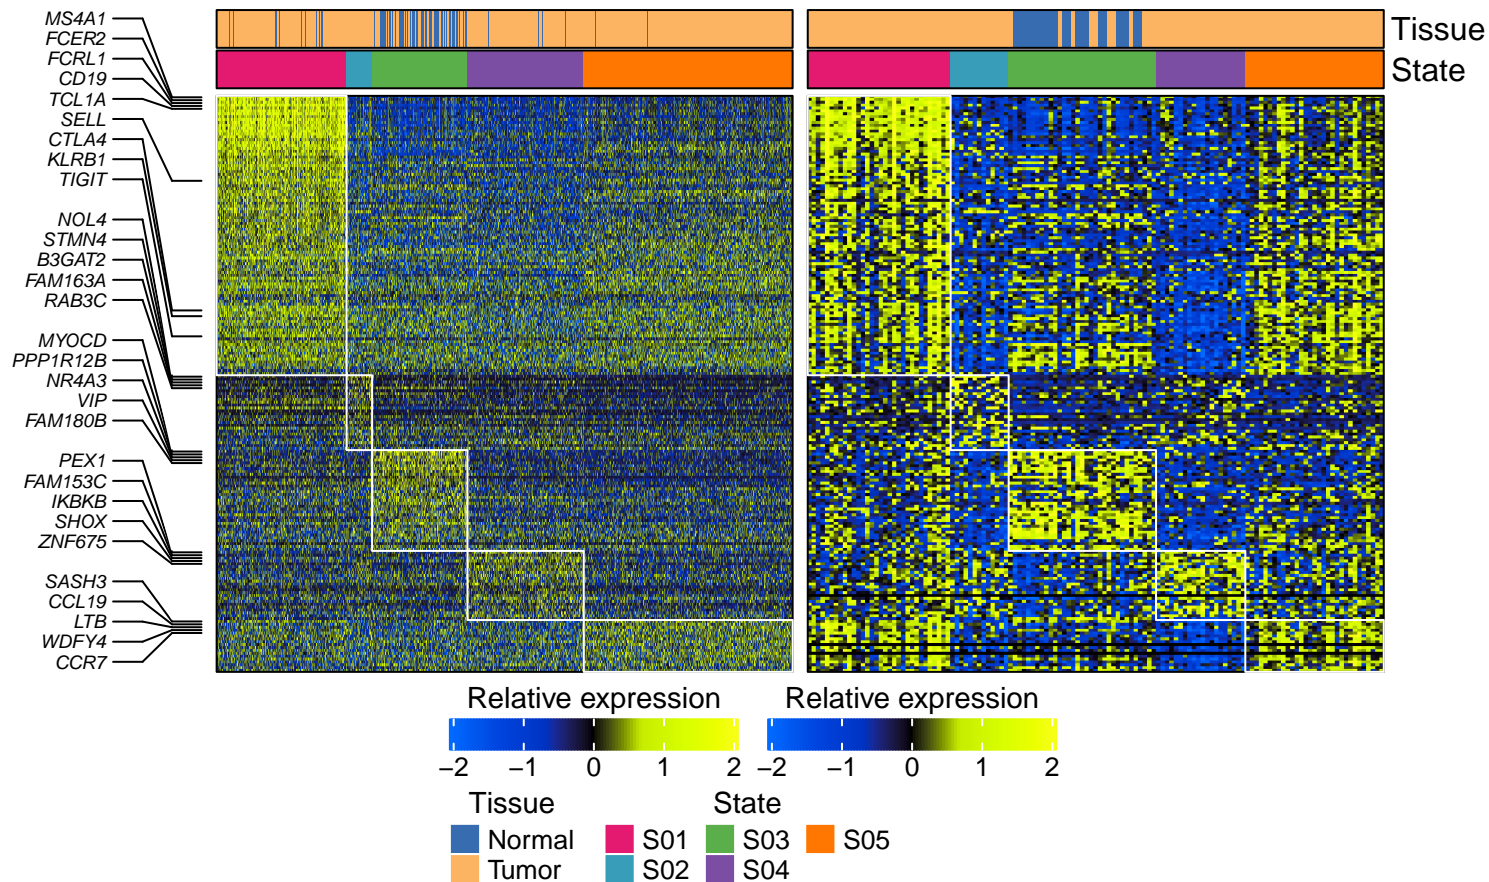 MS4A1
FCER2
FCRL1
CD19
TCL1A
SELL
CTLA4
KLRB1
TIGIT
NOL4
STMN4
B3GAT2
FAM163A
RAB3C
MYOCD
PPP1R12B
NR4A3
VIP
FAM180B
PEX1
FAM153C
IKBKB
SHOX
ZNF675
SASH3
CCL19
LTB
WDFY4
CCR7
Tissue
State
Relative expression Relative expression
−2 −1 0 1 2 −2 −1 0 1 2
Tissue State
Normal S01 S03 S05
Tumor S02 S04